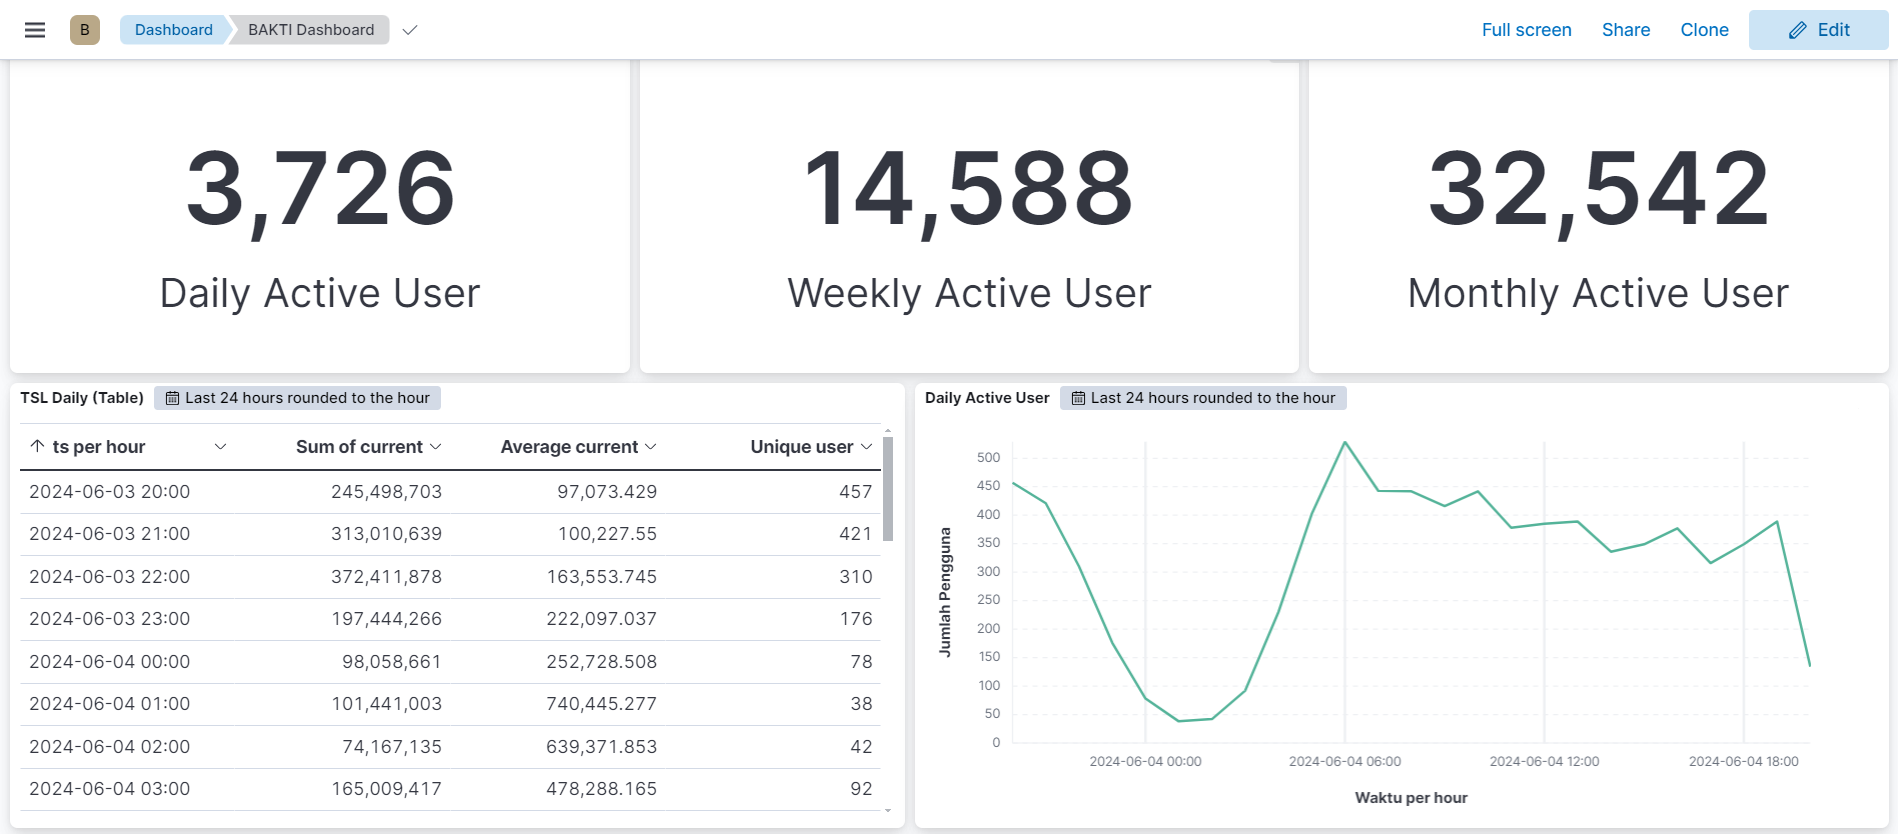 B Dashboard BAKTI Dashboard Full screen Share Clone Edit
3,726 14,588 32,542
Daily Active User Weekly Active User Monthly Active User
TSL Daily (Table) Last 24 hours rounded to the hour
ts per hour Sum of current Average current Unique user
2024-06-03 20:00 245,498,703 97,073.429 457
2024-06-03 21:00 313,010,639 100,227.55 421
2024-06-03 22:00 372,411,878 163,553.745 310
2024-06-03 23:00 197,444,266 222,097.037 176
2024-06-04 00:00 98,058,661 252,728.508 78
2024-06-04 01:00 101,441,003 740,445.277 38
2024-06-04 02:00 74,167,135 639,371.853 42
2024-06-04 03:00 165,009,417 478,288.165 92
Daily Active User Last 24 hours rounded to the hour
Jumlah Pengguna
500
450
400
350
300
250
200
150
100
50
0
2024-06-04 00:00 2024-06-04 06:00 2024-06-04 12:00 2024-06-04 18:00
Waktu per hour